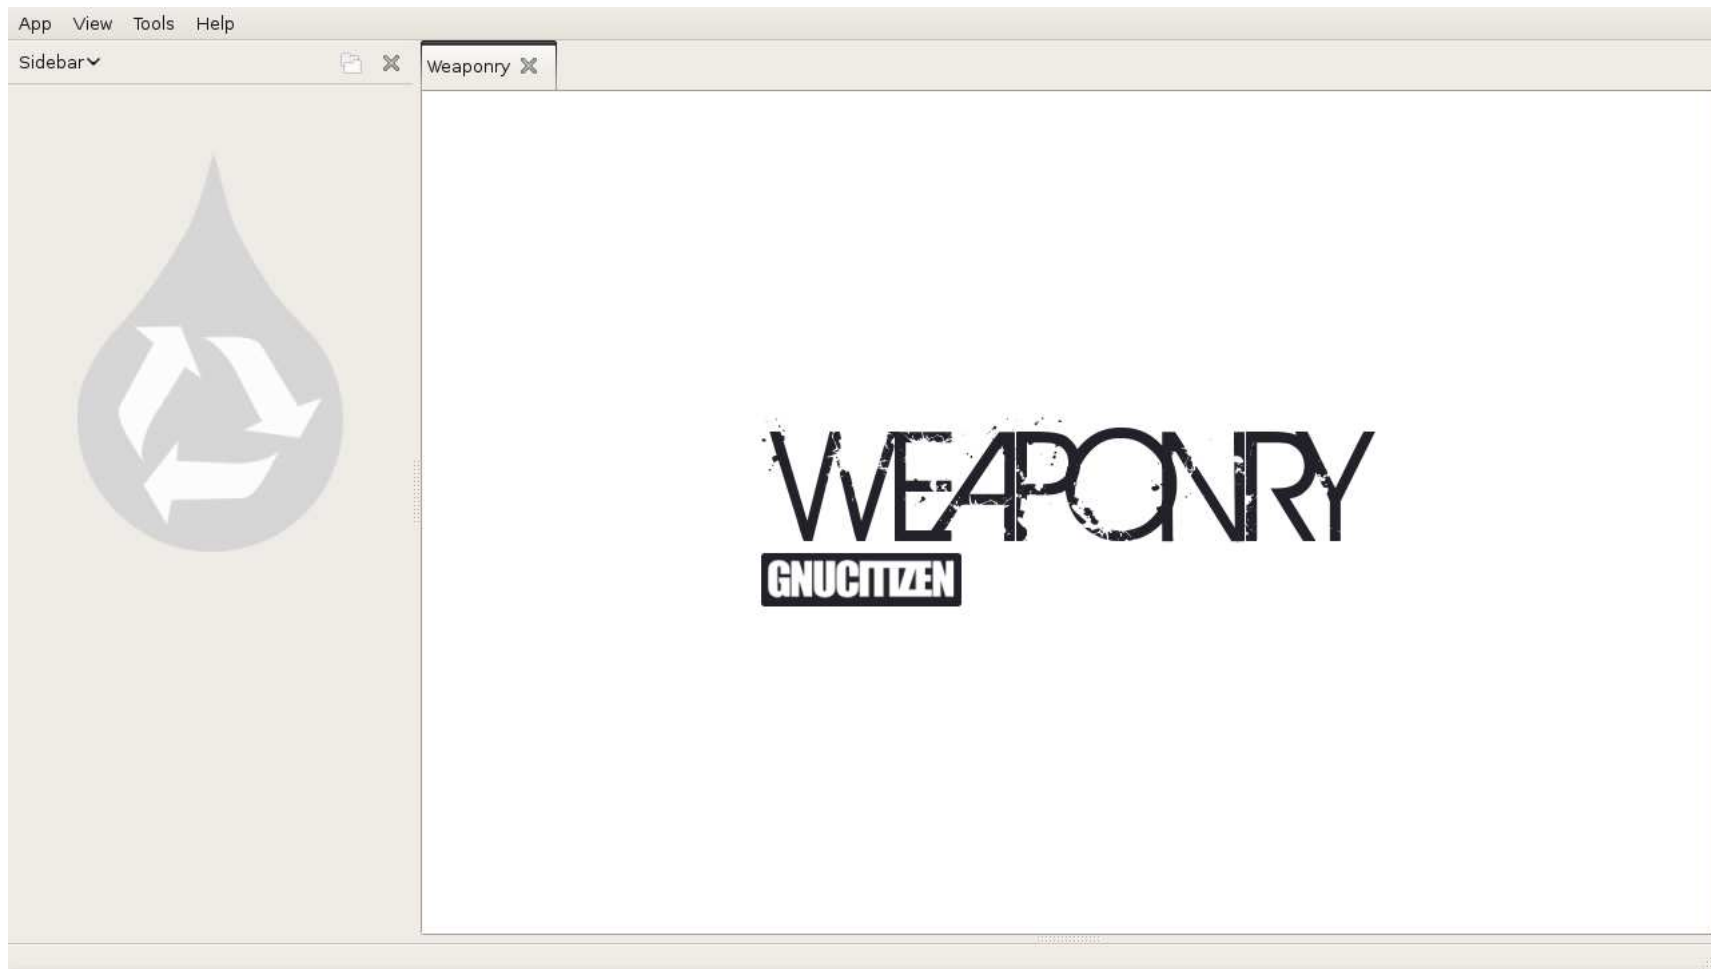 App View Tools Help
Sidebar
Weaponry
WEAPONRY
GNUCITIZEN